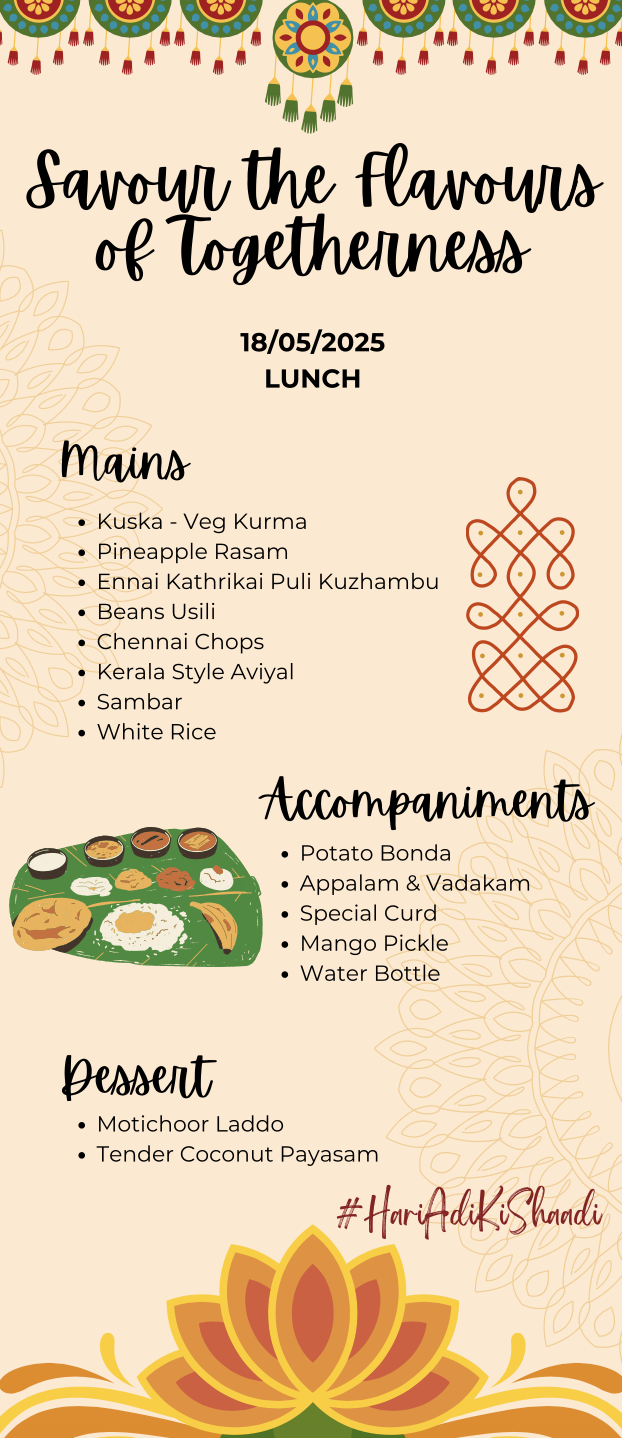 Savour the Flavours
of Togetherness
18/05/2025
LUNCH
Mains
• Kuska - Veg Kurma
• Pineapple Rasam
• Ennai Kathrikai Puli Kuzhambu
• Beans Usili
• Chennai Chops
• Kerala Style Aviyal
• Sambar
• White Rice
Accompaniments
• Potato Bonda
• Appalam & Vadakam
• Special Curd
• Mango Pickle
• Water Bottle
Dessert
• Motichoor Laddo
• Tender Coconut Payasam
#HariAdiKiShaadi